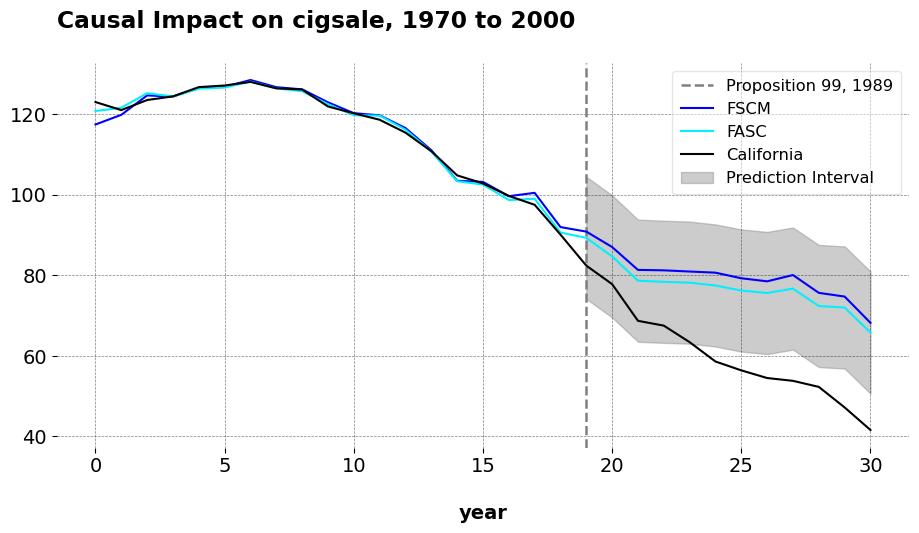 Causal Impact on cigsale, 1970 to 2000
120
100
80
60
40
Proposition 99, 1989
FSCM
FASC
California
Prediction Interval
0 5 10 15 20 25 30
year